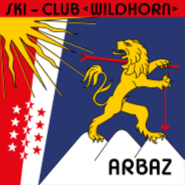 SKI - CLUB <WILDHORN>
ARBAZ